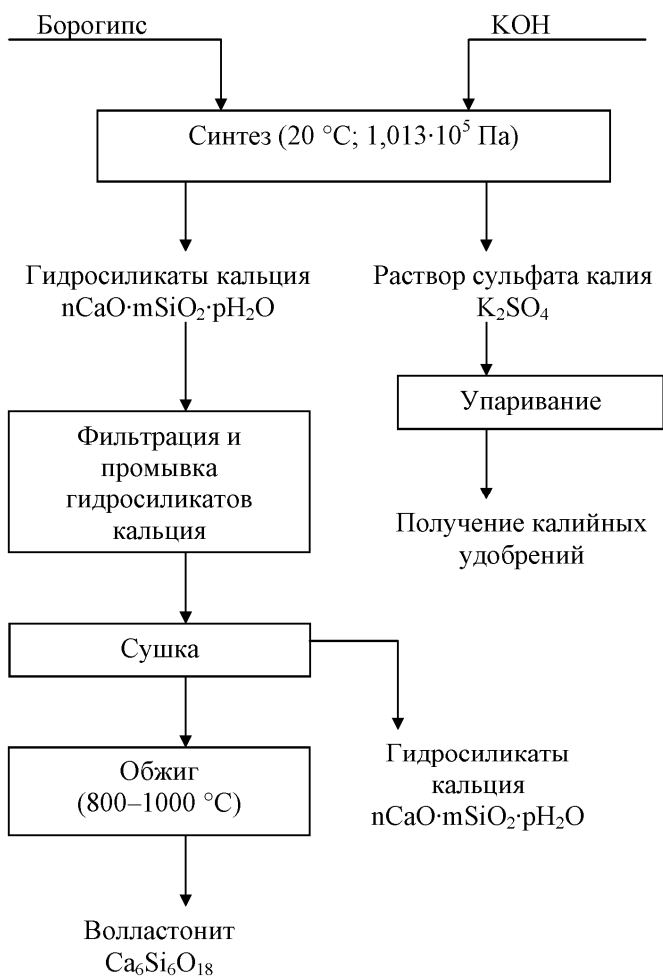 Борогипс
KOH
Синтез (20 °C; 1,013·10⁵ Па)
Гидросиликаты кальция
nCaO·mSiO₂·pH₂O
Раствор сульфата калия
K₂SO₄
Упаривание
Получение калийных
удобрений
Фильтрация и
промывка
гидросиликатов
кальция
Сушка
Гидросиликаты
кальция
nCaO·mSiO₂·pH₂O
Обжиг
(800–1000 °C)
Волластонит
Ca₆Si₆O₁₈